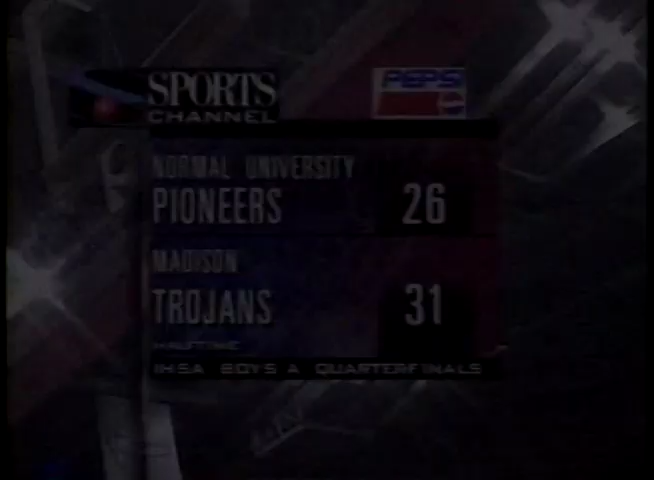 SPORTS
CHANNEL
PEPSI
NORMAL UNIVERSITY
PIONEERS 26
MADISON
TROJANS 31
HALFTIME
IHSA BOYS A QUARTERFINALS